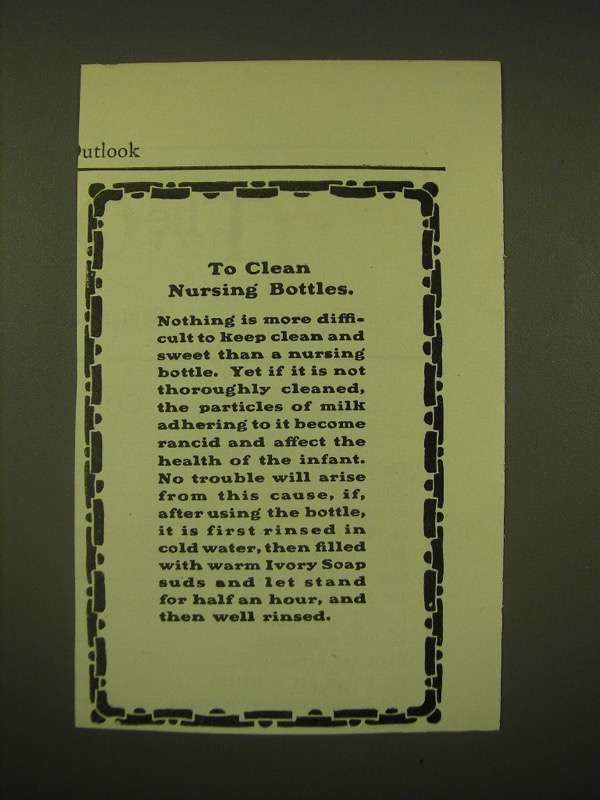 Outlook
To Clean
Nursing Bottles.
Nothing is more diffi-
cult to keep clean and
sweet than a nursing
bottle. Yet if it is not
thoroughly cleaned,
the particles of milk
adhering to it become
rancid and affect the
health of the infant.
No trouble will arise
from this cause, if,
after using the bottle,
it is first rinsed in
cold water, then filled
with warm Ivory Soap
suds and let stand
for half an hour, and
then well rinsed.